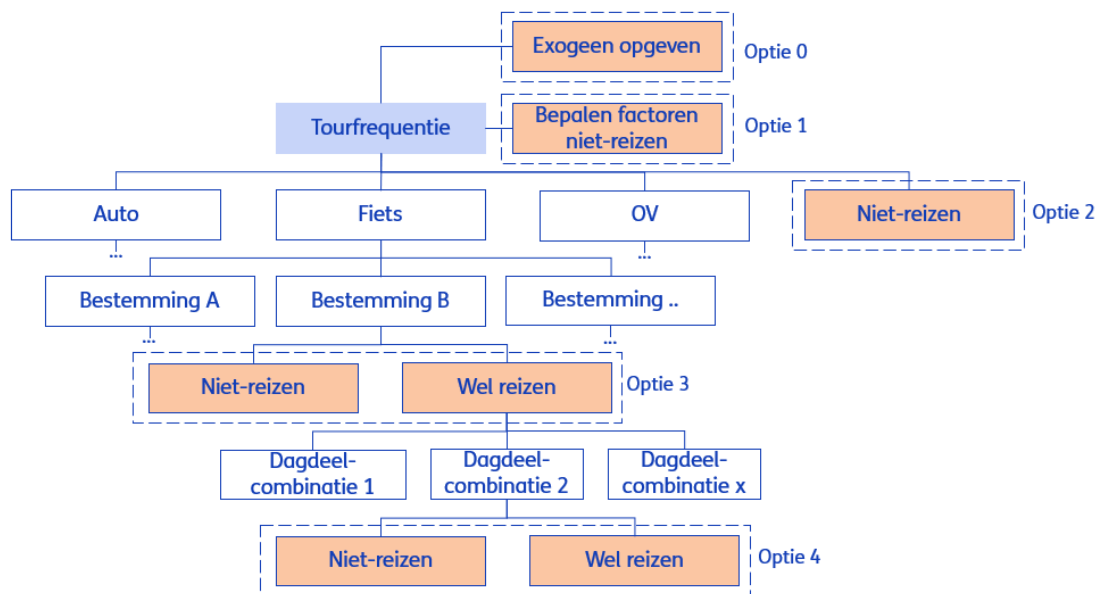 Exogeen opgeven
Optie 0
Tourfrequentie
Bepalen factoren
niet-reizen
Optie 1
Auto
Fiets
OV
Niet-reizen
Optie 2
...
...
Bestemming A
Bestemming B
Bestemming ..
...
...
Niet-reizen
Wel reizen
Optie 3
Dagdeel-
combinatie 1
Dagdeel-
combinatie 2
Dagdeel-
combinatie x
Niet-reizen
Wel reizen
Optie 4